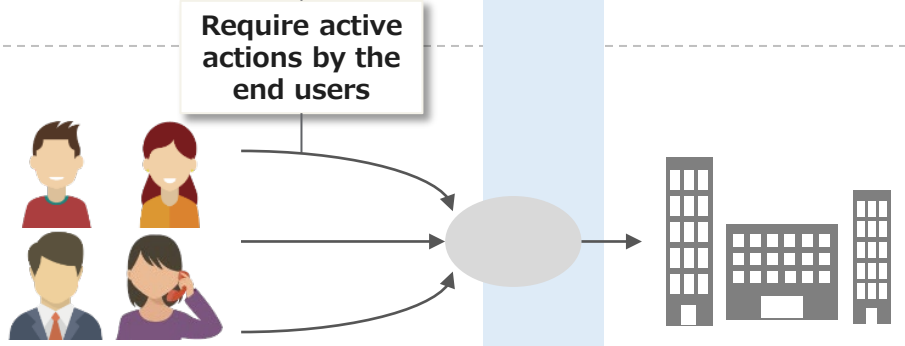 Require active
actions by the
end users